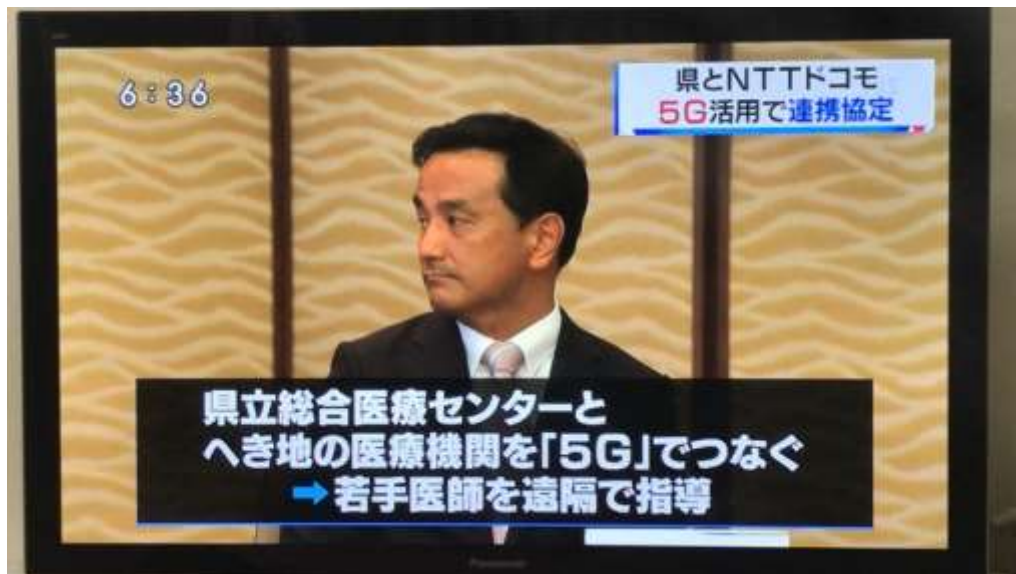 6:36
県とNTTドコモ
5G活用で連携協定
県立総合医療センターと
へき地の医療機関を「5G」でつなぐ
➡若手医師を遠隔で指導
Panasonic